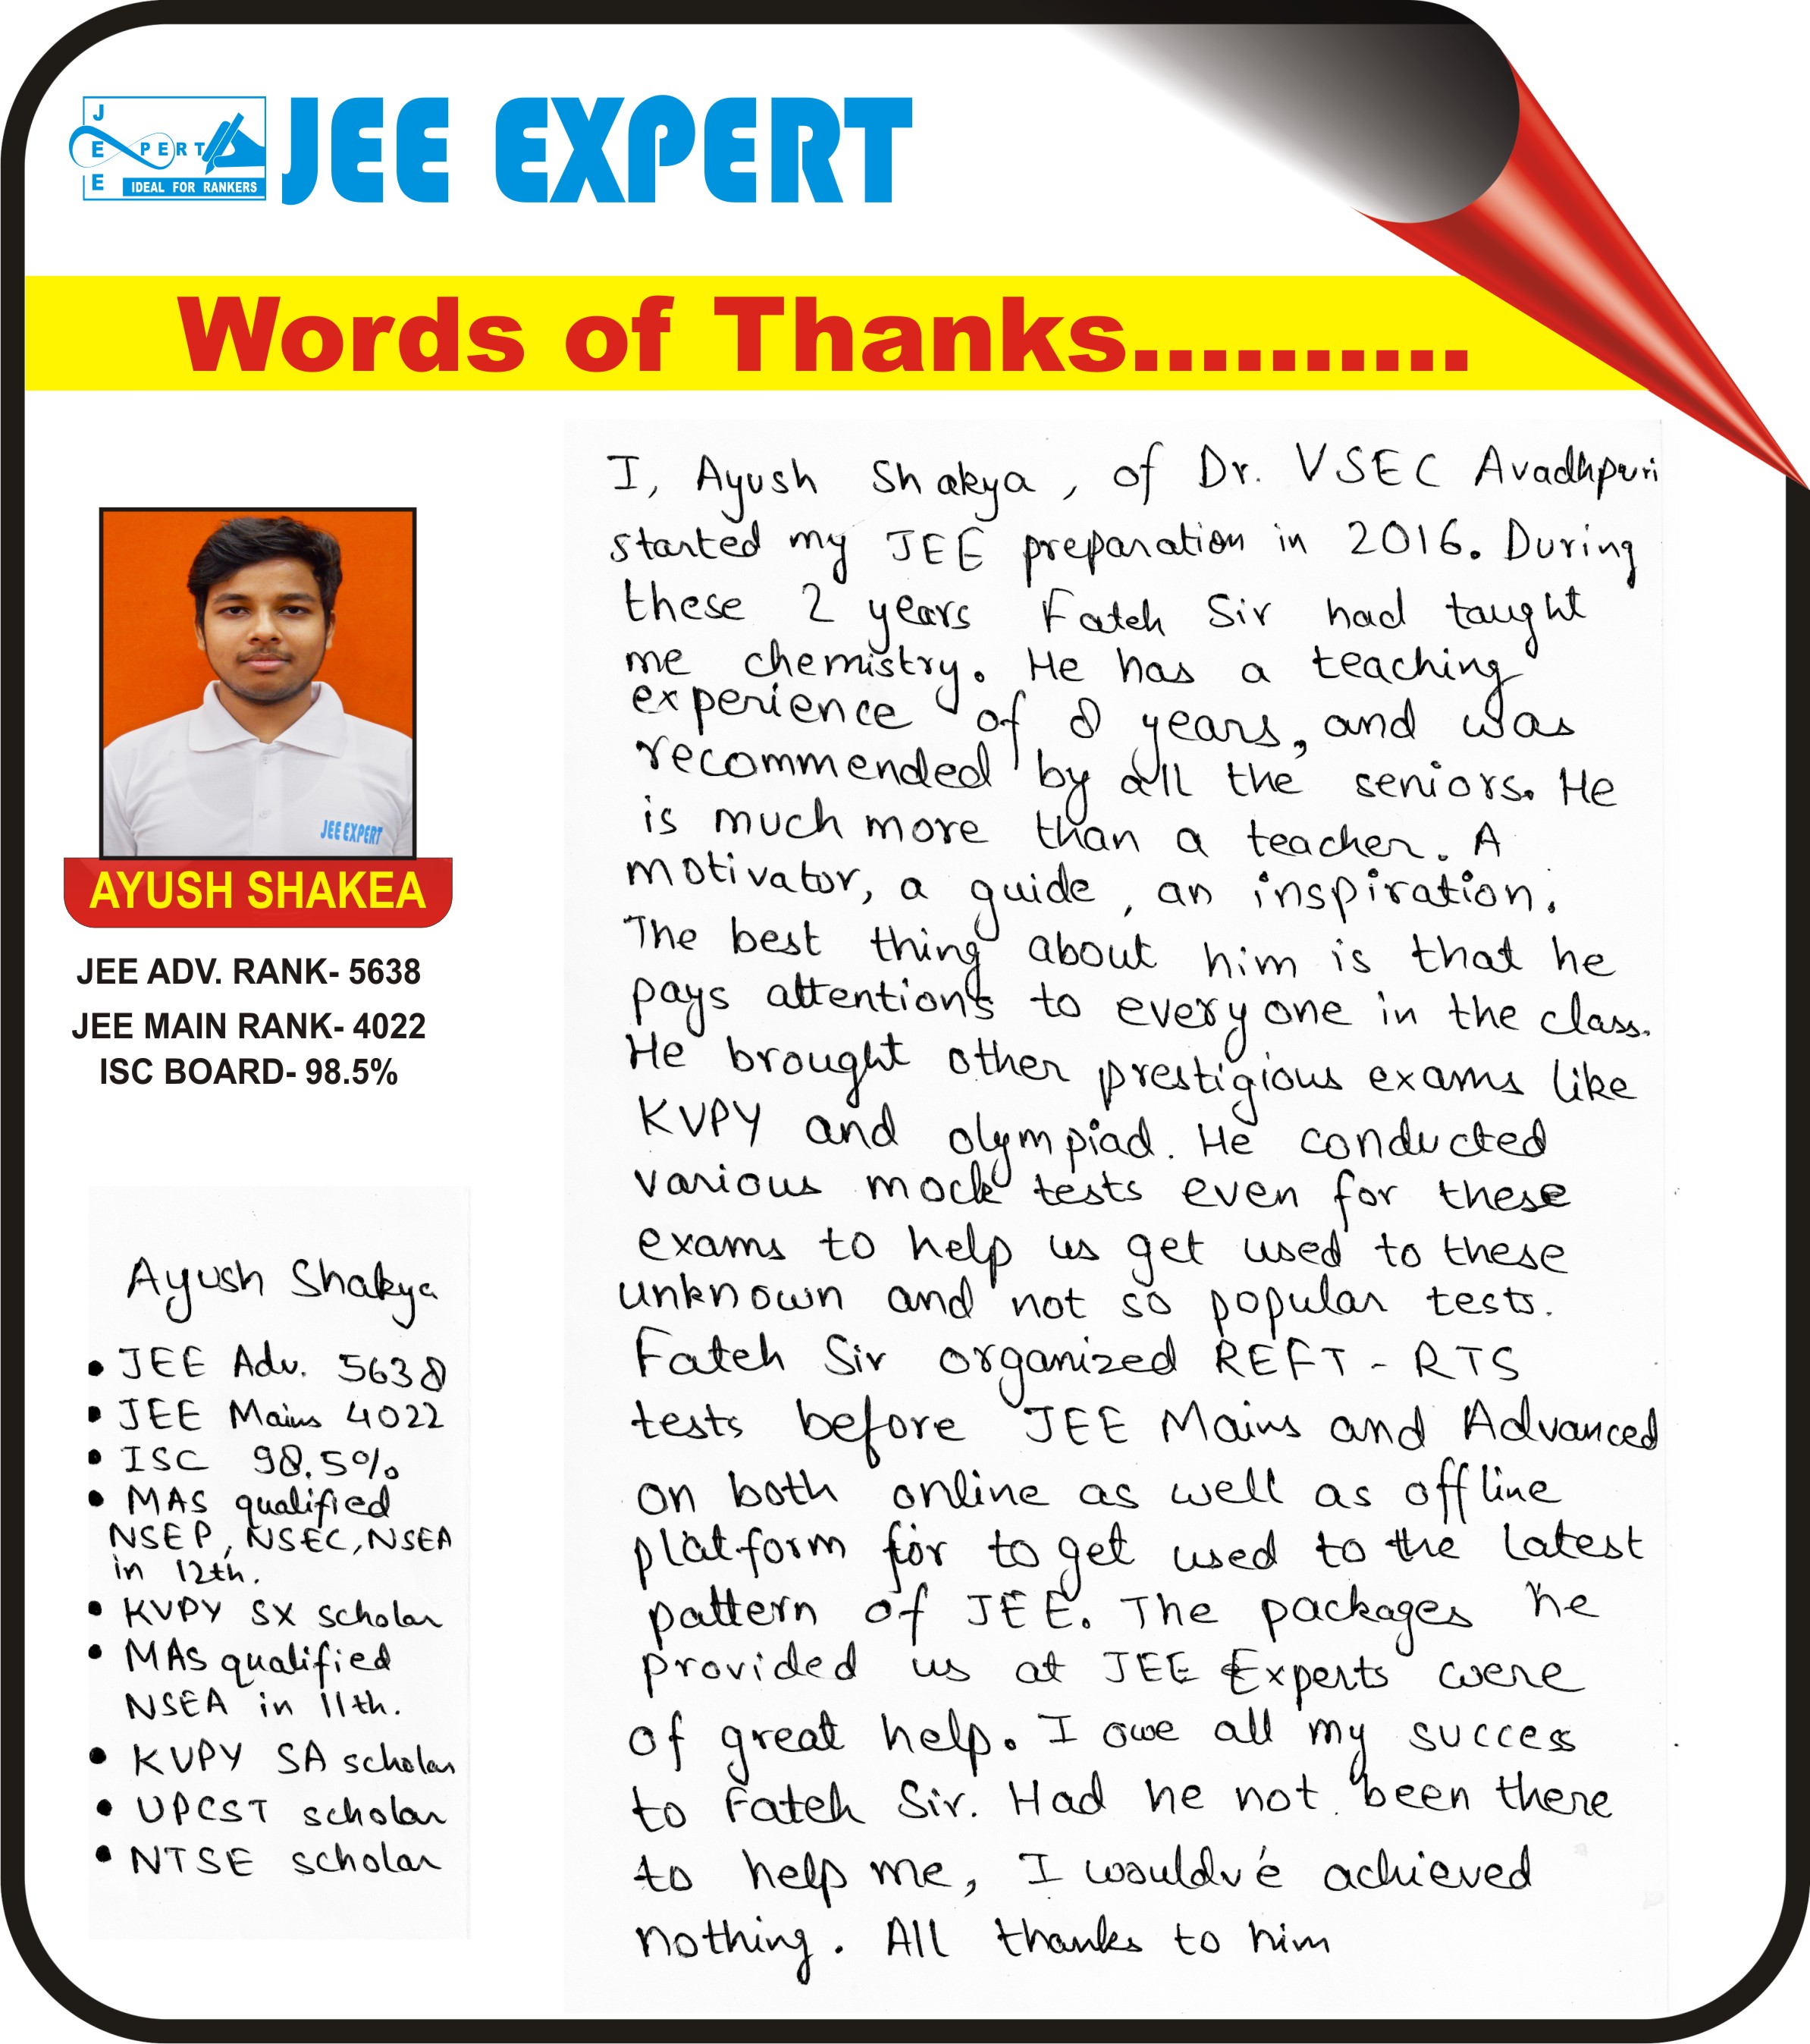 J
E PERT
E IDEAL FOR RANKERS
JEE EXPERT
Words of Thanks..........
JEE EXPERT
AYUSH SHAKEA
JEE ADV. RANK- 5638
JEE MAIN RANK- 4022
ISC BOARD- 98.5%
Ayush Shakya
• JEE Adv. 5638
• JEE Mains 4022
• ISC 98.5%
• MAS qualified
NSEP, NSEC, NSEA
in 12th.
• KVPY SX scholar
• MAS qualified
NSEA in 11th.
• KVPY SA scholar
• UPCST scholar
• NTSE scholar
I, Ayush Shakya, of Dr. VSEC Avadhpuri
started my JEE preparation in 2016. During
these 2 years Fateh Sir had taught
me chemistry. He has a teaching
experience of 8 years, and was
recommended by all the seniors. He
is much more than a teacher. A
motivator, a guide, an inspiration.
The best thing about him is that he
pays attentions to everyone in the class.
He brought other prestigious exams like
KVPY and olympiad. He conducted
various mock tests even for these
exams to help us get used to these
unknown and not so popular tests.
Fateh Sir organized REFT - RTS
tests before JEE Mains and Advanced
on both online as well as offline
platform for to get used to the latest
pattern of JEE. The packages he
provided us at JEE Experts were
of great help. I owe all my success
to Fateh Sir. Had he not been there
to help me, I wouldv'e achieved
nothing. All thanks to him